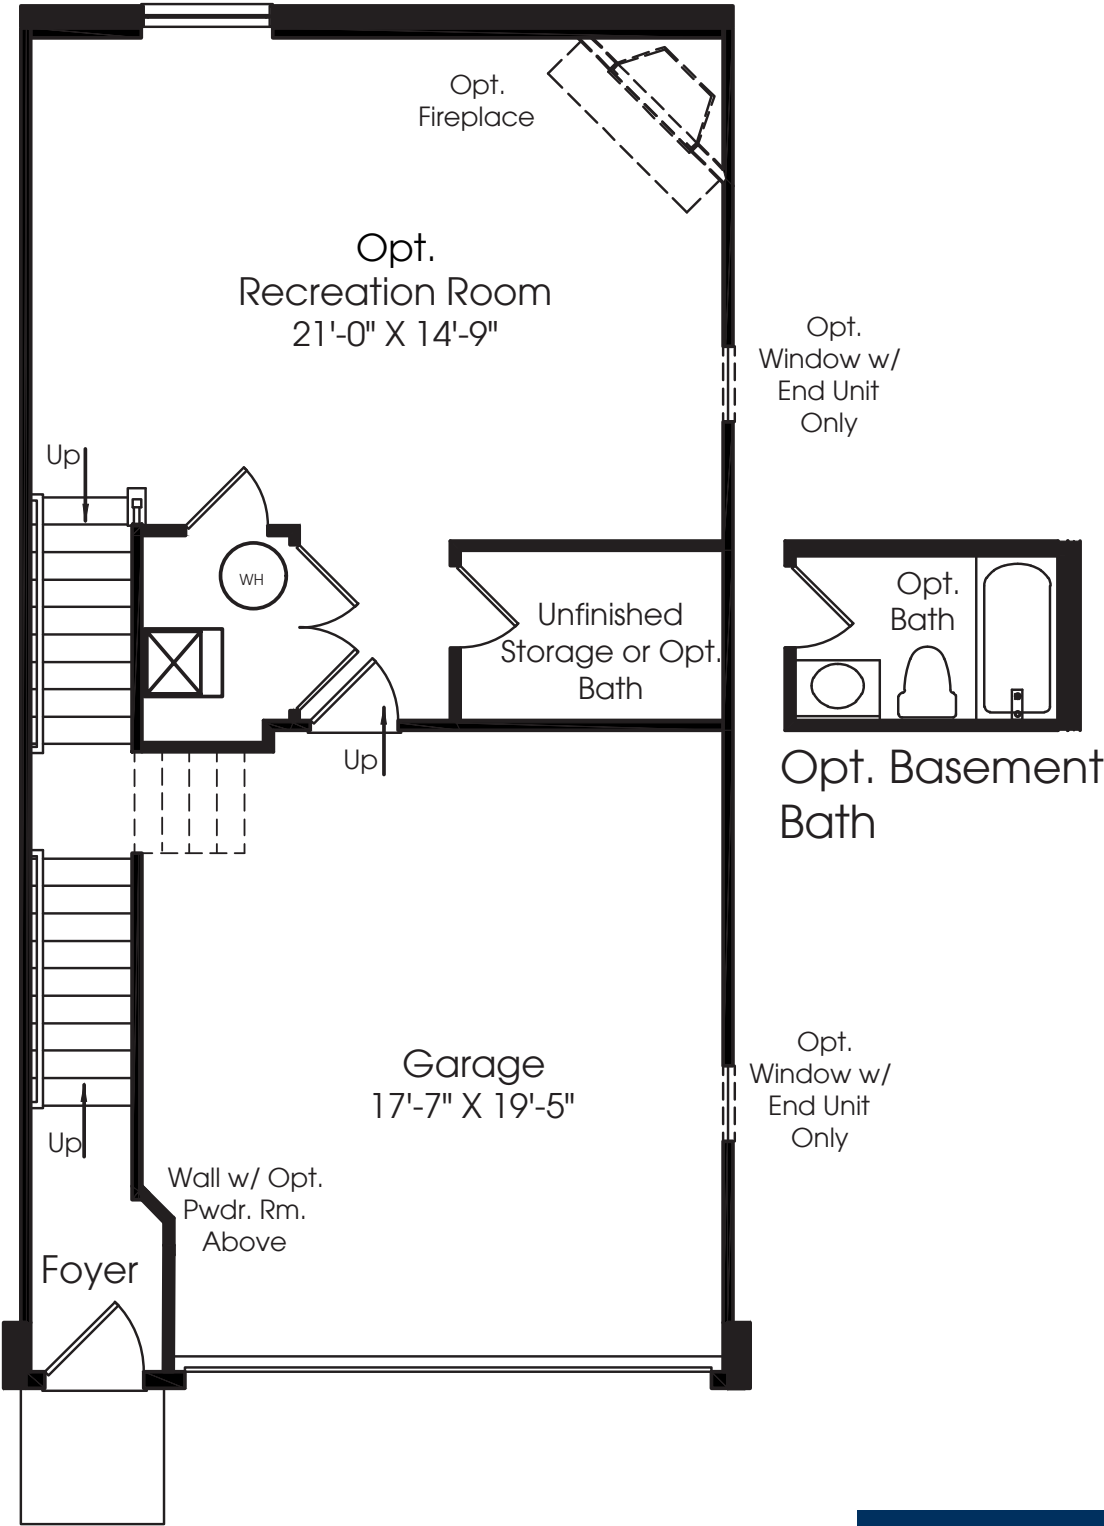 Opt.
Fireplace
Opt.
Recreation Room
21'-0" X 14'-9"
Opt.
Window w/
End Unit
Only
Up
WH
Unfinished
Storage or Opt.
Bath
Opt.
Bath
Up
Opt. Basement
Bath
Garage
17'-7" X 19'-5"
Opt.
Window w/
End Unit
Only
Up
Wall w/ Opt.
Pwdr. Rm.
Above
Foyer